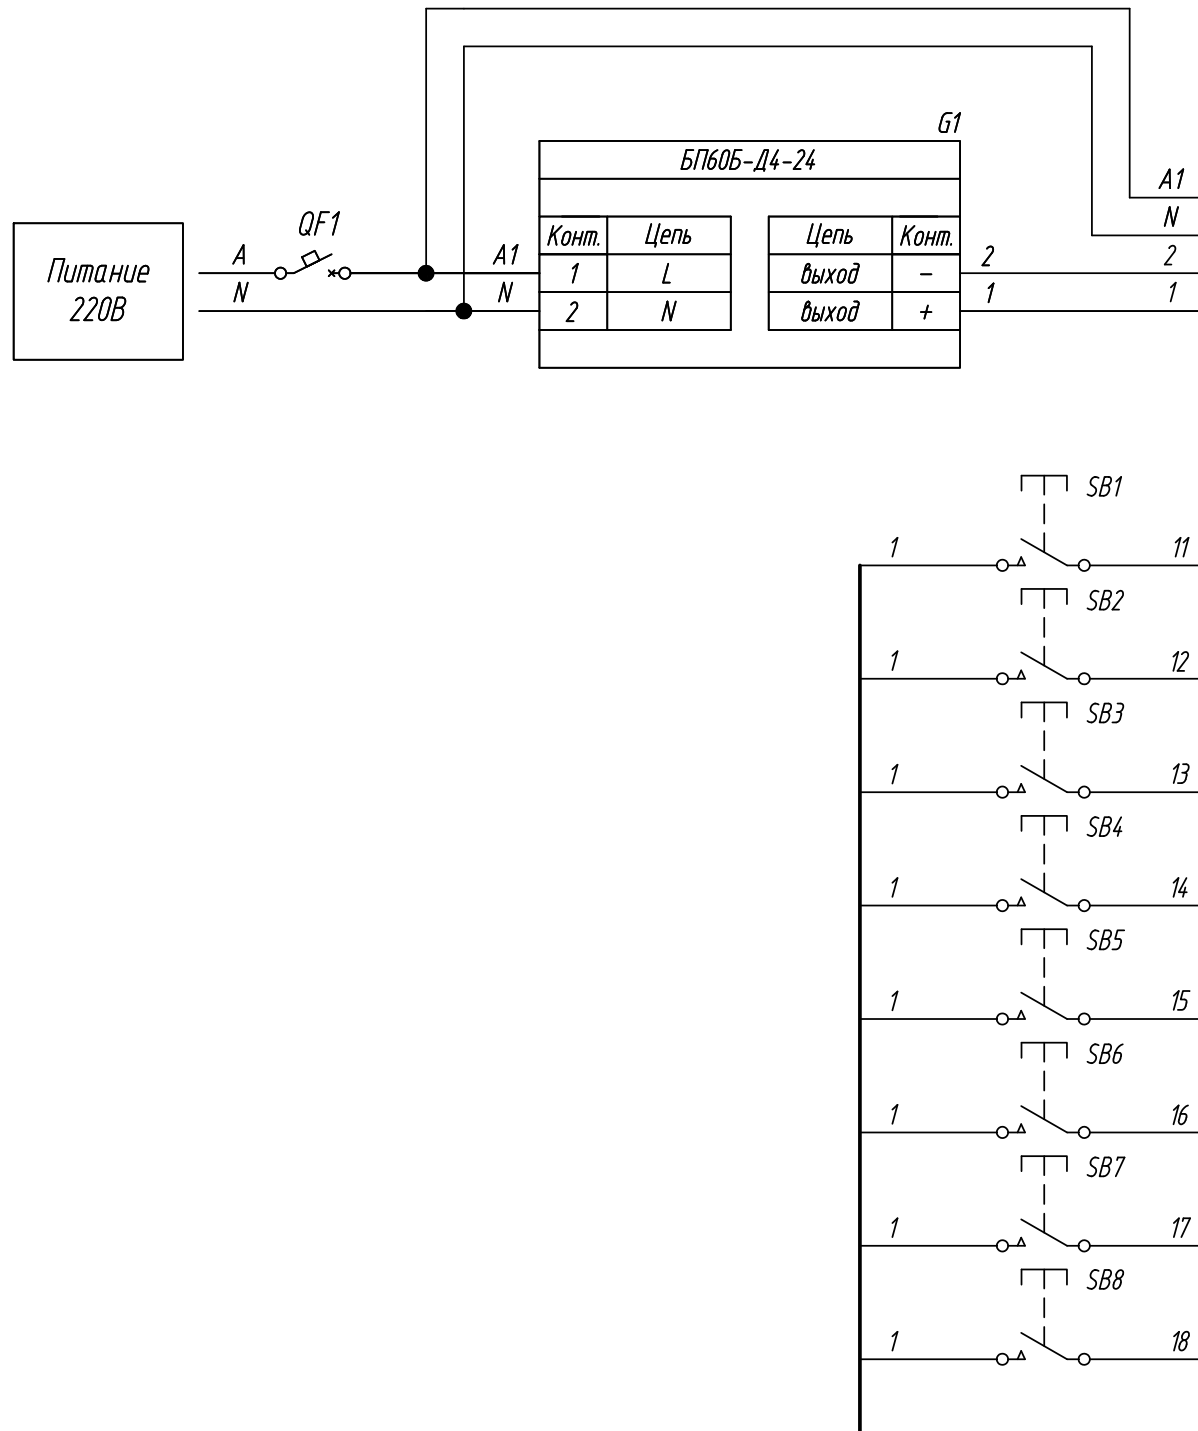 G1
БП60Б-Д4-24
A1
N
QF1
Конт. Цепь Цепь Конт.
A A1 1 L выход - 2 2
Питание
220В
N N 2 N выход + 1 1
SB1
1 11
SB2
1 12
SB3
1 13
SB4
1 14
SB5
1 15
SB6
1 16
SB7
1 17
SB8
1 18